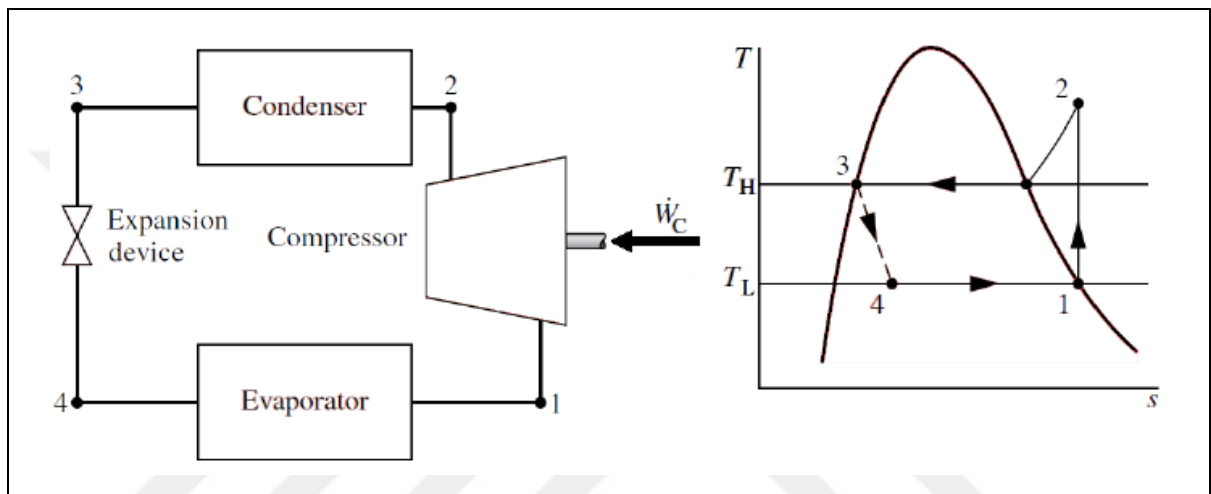 3
Condenser
2
Expansion
device
Compressor
Ẇ_C
4
Evaporator
1
T
2
3
T_H
T_L
4
1
s